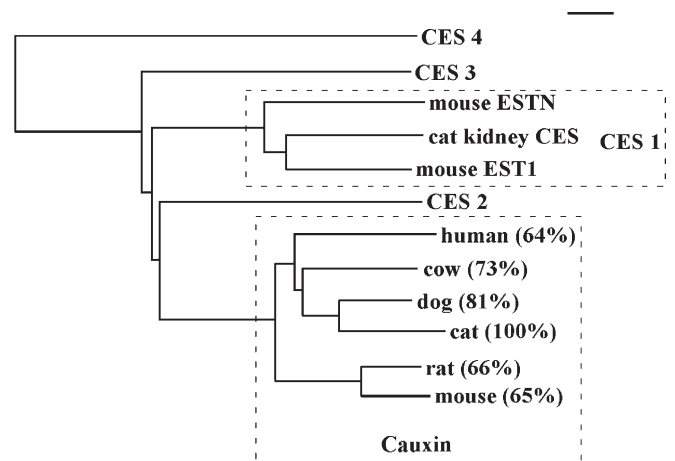 CES 4
CES 3
mouse ESTN
cat kidney CES
CES 1
mouse EST1
CES 2
human (64%)
cow (73%)
dog (81%)
cat (100%)
rat (66%)
mouse (65%)
Cauxin